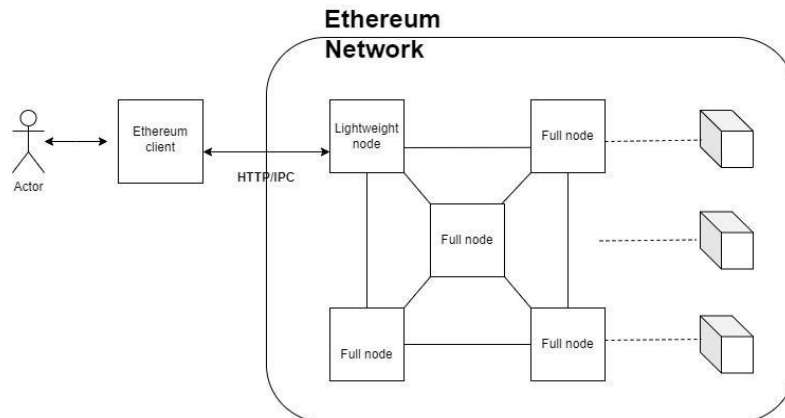 Ethereum
Network
Ethereum
client
Actor
HTTP/IPC
Lightweight
node
Full node
Full node
Full node
Full node